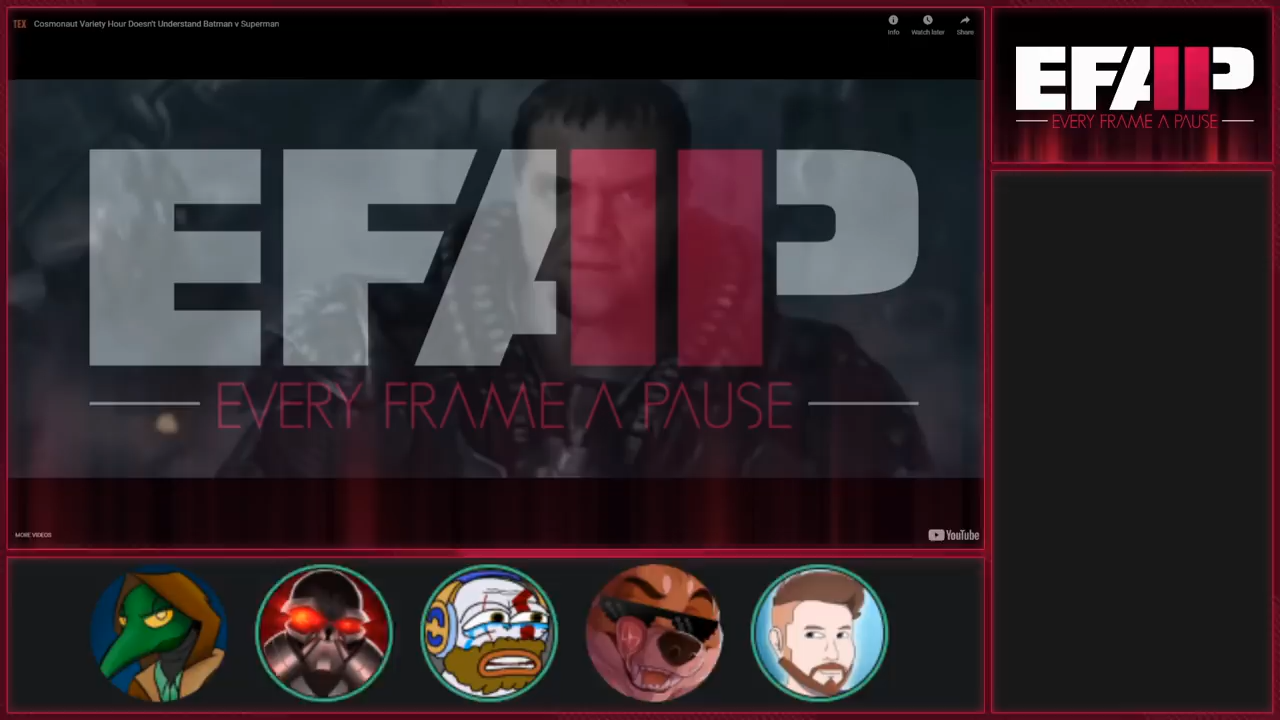 TEX
Cosmonaut Variety Hour Doesn't Understand Batman v Superman
Info
Watch later
Share
EFAP
EVERY FRAME A PAUSE
MORE VIDEOS
YouTube
EFAP
EVERY FRAME A PAUSE